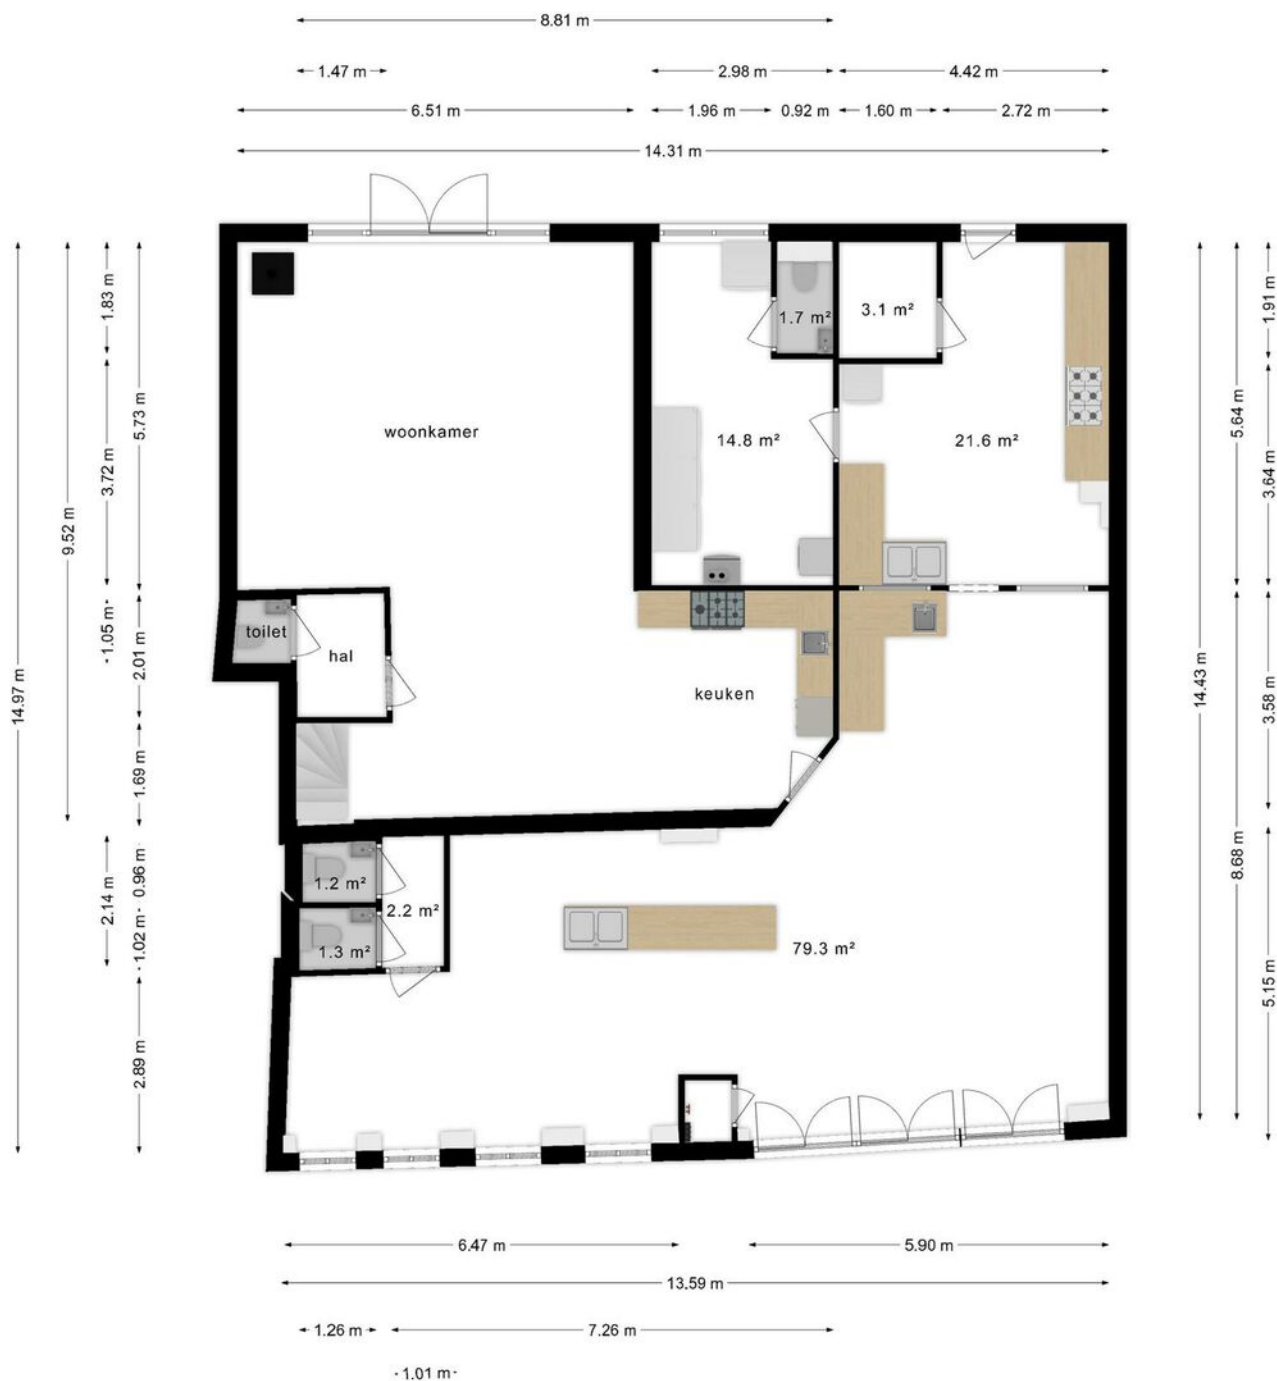 8.81 m
1.47 m
2.98 m
4.42 m
6.51 m
1.96 m
0.92 m
1.60 m
2.72 m
14.31 m
14.97 m
9.52 m
1.83 m
3.72 m
1.05 m
5.73 m
2.01 m
1.69 m
2.14 m
0.96 m
1.02 m
2.89 m
woonkamer
1.7 m²
3.1 m²
14.8 m²
21.6 m²
toilet
hal
keuken
1.2 m²
2.2 m²
1.3 m²
79.3 m²
14.43 m
5.64 m
8.68 m
1.91 m
3.64 m
3.58 m
5.15 m
6.47 m
5.90 m
13.59 m
1.26 m
7.26 m
1.01 m